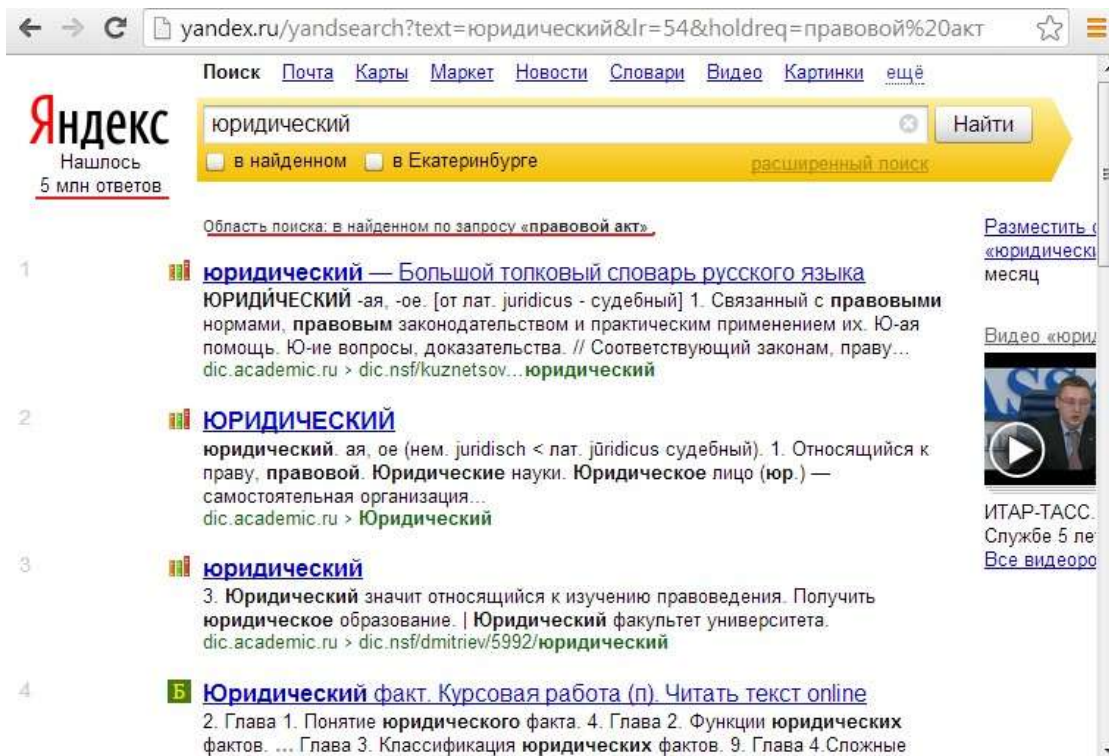 yandex.ru/yandsearch?text=юридический&lr=54&holdreq=правовой%20акт
Поиск Почта Карты Маркет Новости Словари Видео Картинки ещё
Яндекс
Нашлось
5 млн ответов
юридический
Найти
в найденном в Екатеринбурге расширенный поиск
Область поиска: в найденном по запросу «правовой акт».
1
юридический — Большой толковый словарь русского языка
ЮРИДИ́ЧЕСКИЙ -ая, -ое. [от лат. juridicus - судебный] 1. Связанный с правовыми
нормами, правовым законодательством и практическим применением их. Ю-ая
помощь. Ю-ие вопросы, доказательства. // Соответствующий законам, праву...
dic.academic.ru > dic.nsf/kuznetsov...юридический
2
ЮРИДИЧЕСКИЙ
юридический. ая, ое (нем. juridisch < лат. jūridicus судебный). 1. Относящийся к
праву, правовой. Юридические науки. Юридическое лицо (юр.) —
самостоятельная организация...
dic.academic.ru > Юридический
3
юридический
3. Юридический значит относящийся к изучению правоведения. Получить
юридическое образование. | Юридический факультет университета.
dic.academic.ru > dic.nsf/dmitriev/5992/юридический
4
Б
Юридический факт. Курсовая работа (п). Читать текст online
2. Глава 1. Понятие юридического факта. 4. Глава 2. Функции юридических
фактов. ... Глава 3. Классификация юридических фактов. 9. Глава 4.Сложные
Разместить
«юридически
месяц
Видео «юрид
ИТАР-ТАСС.
Службе 5 ле
Все видеоро